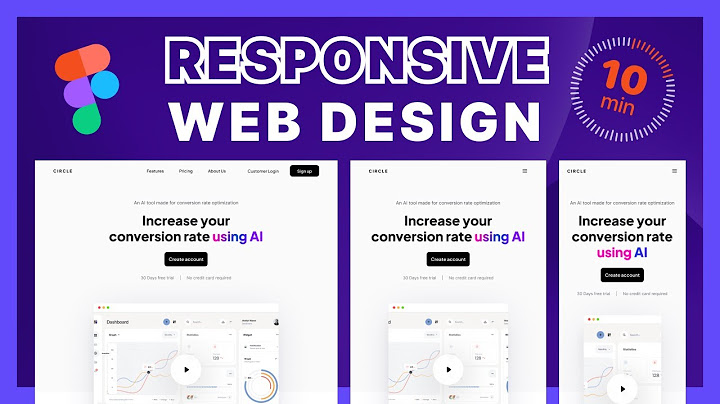 RESPONSIVE
WEB DESIGN
10
min
CIRCLE
Features Pricing About Us Customer Login Sign up
An AI tool made for conversion rate optimization
Increase your
conversion rate using AI
Create account
30 Days free trial | No credit card required
Dashboard
Statistics
CIRCLE
An AI tool made for conversion rate optimization
Increase your
conversion rate using AI
Create account
30 Days free trial | No credit card required
Dashboard
Statistics
CIRCLE
An AI tool made for conversion rate optimization
Increase your
conversion rate
using AI
Create account
30 Days free trial | No credit card required
Statistics